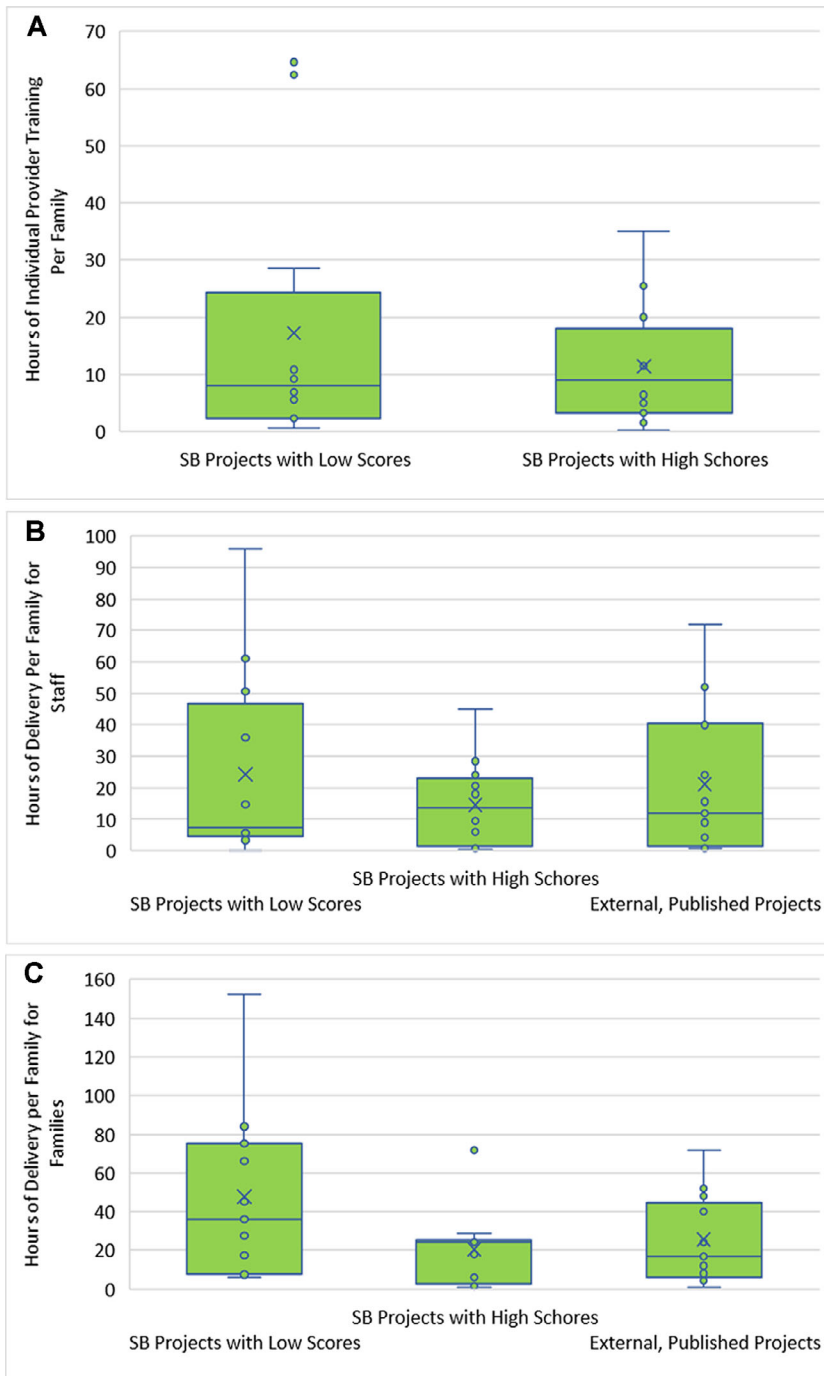 A
Hours of Individual Provider Training
Per Family
70
60
50
40
30
20
10
0
SB Projects with Low Scores
SB Projects with High Schores
B
Hours of Delivery Per Family for
Staff
100
90
80
70
60
50
40
30
20
10
0
SB Projects with High Schores
SB Projects with Low Scores
External, Published Projects
C
Hours of Delivery per Family for
Families
160
140
120
100
80
60
40
20
0
SB Projects with High Schores
SB Projects with Low Scores
External, Published Projects